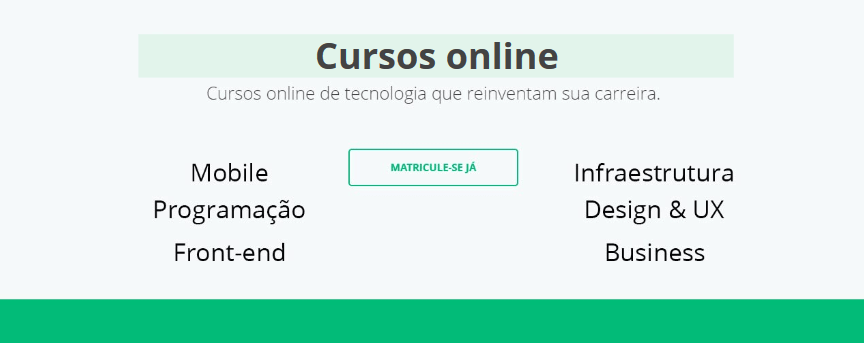 Cursos online
Cursos online de tecnologia que reinventam sua carreira.
Mobile
Programação
Front-end
MATRICULE-SE JÁ
Infraestrutura
Design & UX
Business